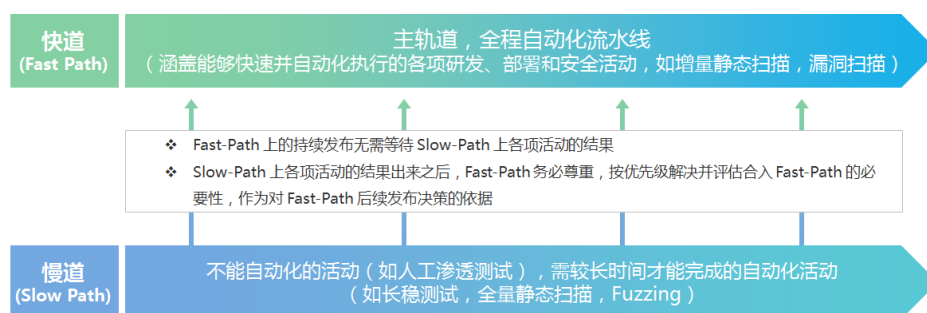 快道
(Fast Path)
主轨道，全程自动化流水线
（涵盖能够快速并自动化执行的各项研发、部署和安全活动，如增量静态扫描，漏洞扫描）
❖ Fast-Path 上的持续发布无需等待 Slow-Path 上各项活动的结果
❖ Slow-Path 上各项活动的结果出来之后，Fast-Path 务必尊重，按优先级解决并评估合入 Fast-Path 的必
要性，作为对 Fast-Path 后续发布决策的依据
慢道
(Slow Path)
不能自动化的活动（如人工渗透测试），需较长时间才能完成的自动化活动
（如长稳测试，全量静态扫描，Fuzzing）